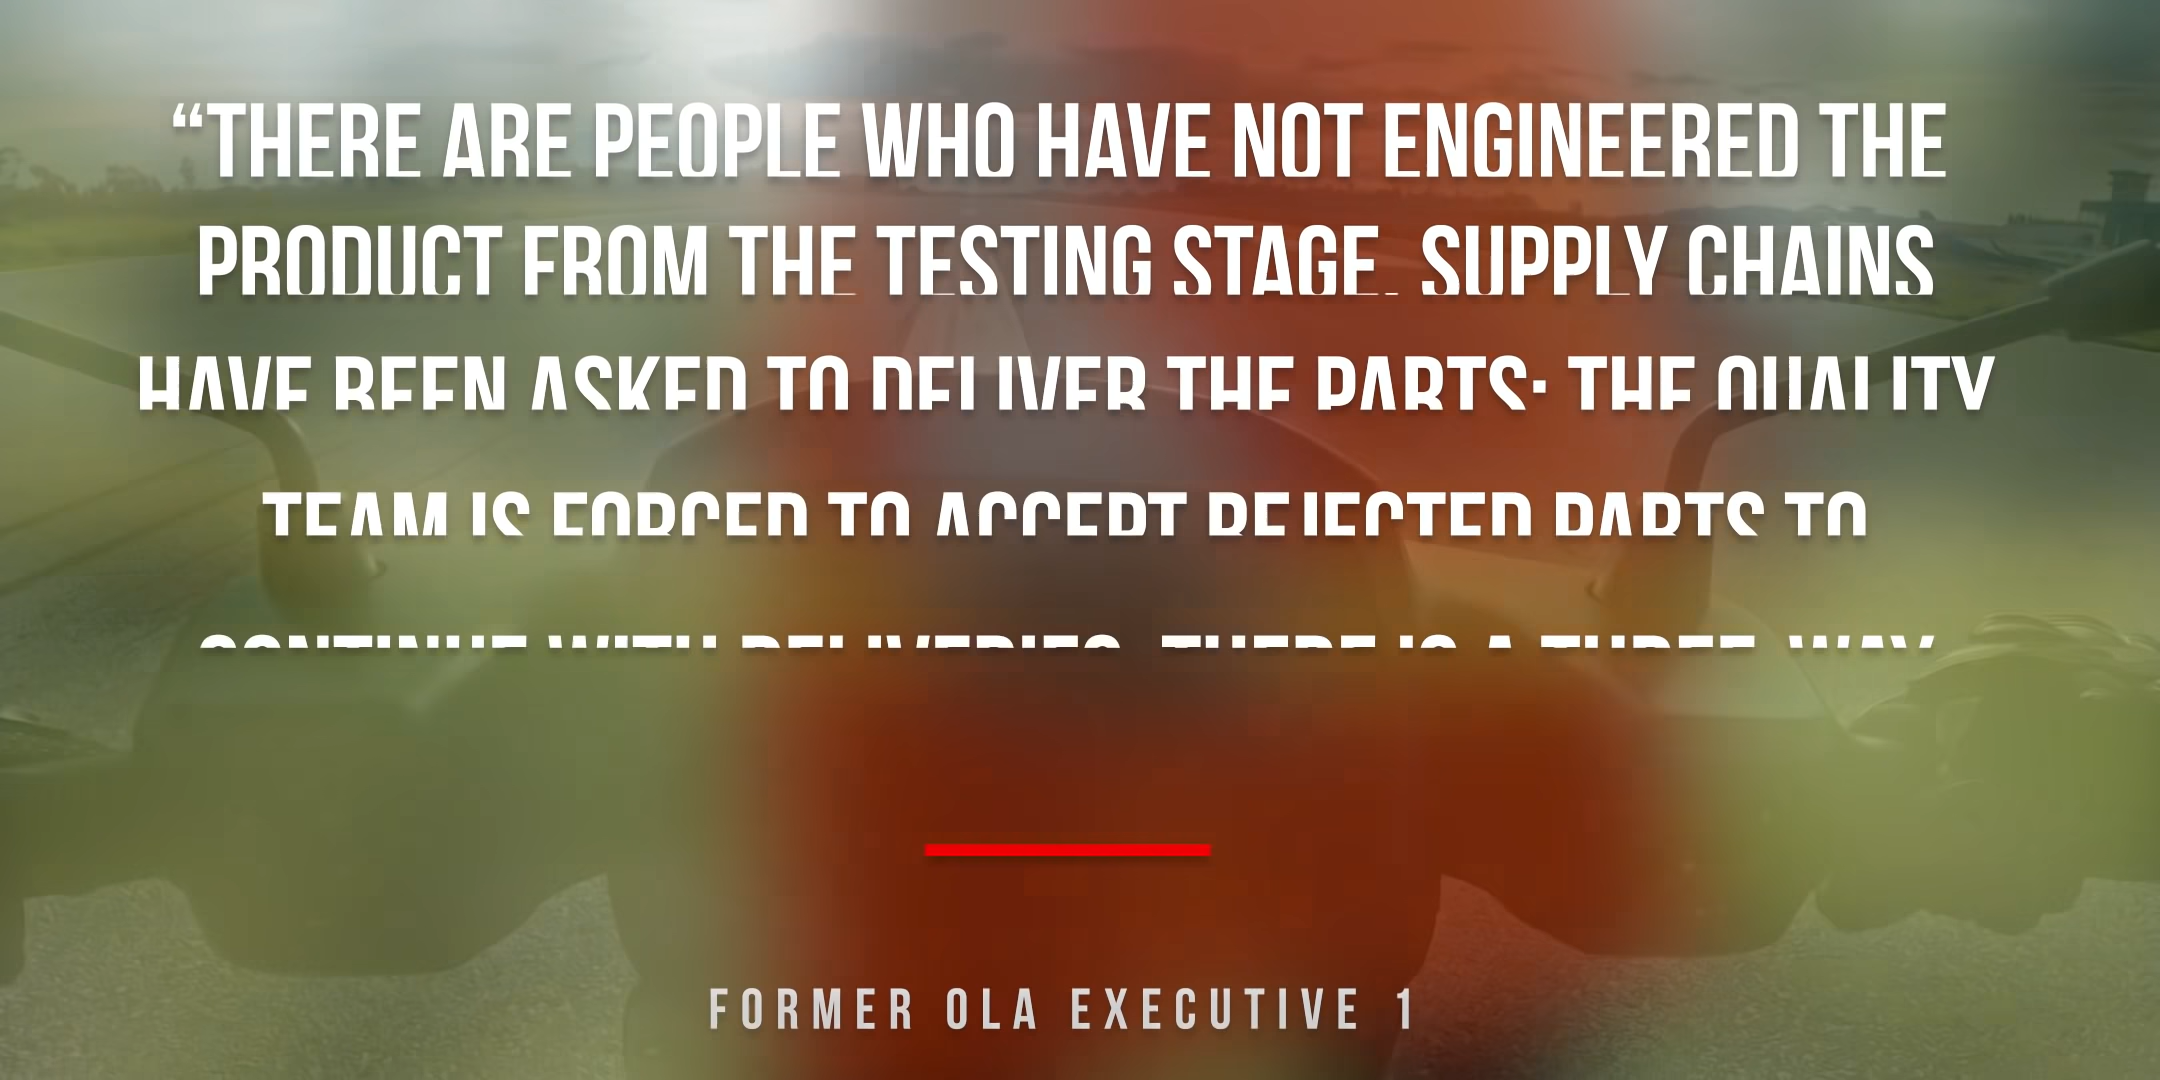 “THERE ARE PEOPLE WHO HAVE NOT ENGINEERED THE
PRODUCT FROM THE TESTING STAGE. SUPPLY CHAINS
HAVE BEEN ASKED TO DELIVER THE PARTS; THE QUALITY
TEAM IS FORCED TO ACCEPT REJECTED PARTS TO
CONTINUE WITH DELIVERIES. THERE IS A THREE-WAY
FORMER OLA EXECUTIVE 1